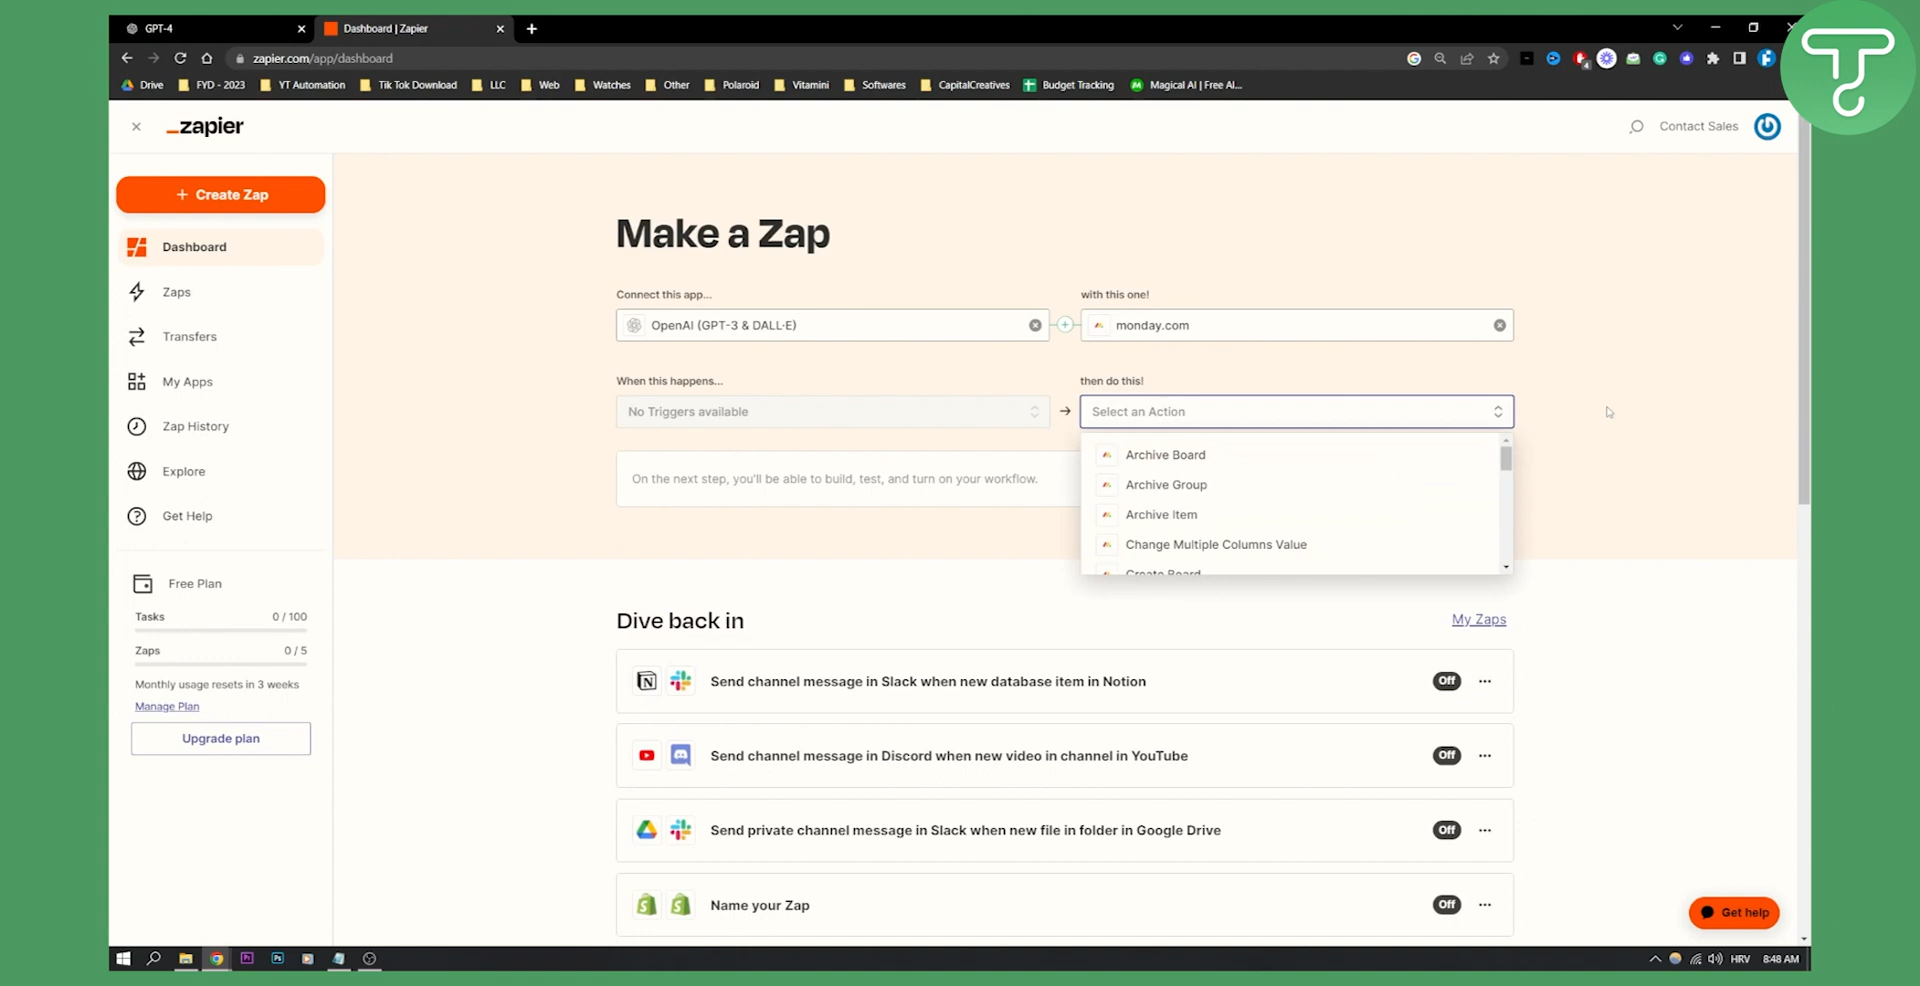 GPT-4
Dashboard | Zapier
zapier.com/app/dashboard
Drive
FYD - 2023
YT Automation
Tik Tok Download
LLC
Web
Watches
Other
Polaroid
Vitamini
Softwares
CapitalCreatives
Budget Tracking
Magical AI | Free AI...
zapier
Contact Sales
+ Create Zap
Dashboard
Zaps
Transfers
My Apps
Zap History
Explore
Get Help
Free Plan
Tasks 0 / 100
Zaps 0 / 5
Monthly usage resets in 3 weeks
Manage Plan
Upgrade plan
Make a Zap
Connect this app...
with this one!
OpenAI (GPT-3 & DALL·E)
monday.com
When this happens...
then do this!
No Triggers available
Select an Action
On the next step, you'll be able to build, test, and turn on your workflow.
Archive Board
Archive Group
Archive Item
Change Multiple Columns Value
Create Board
Dive back in
My Zaps
Send channel message in Slack when new database item in Notion
Off
Send channel message in Discord when new video in channel in YouTube
Off
Send private channel message in Slack when new file in folder in Google Drive
Off
Name your Zap
Off
Get help
HRV
8:48 AM